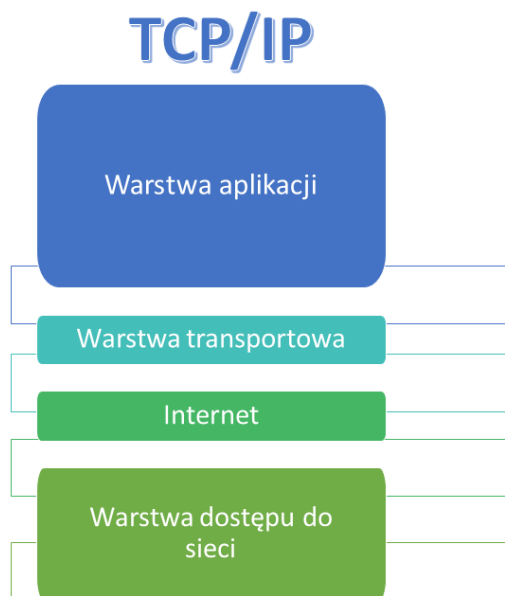 TCP/IP
Warstwa aplikacji
Warstwa transportowa
Internet
Warstwa dostępu do
sieci